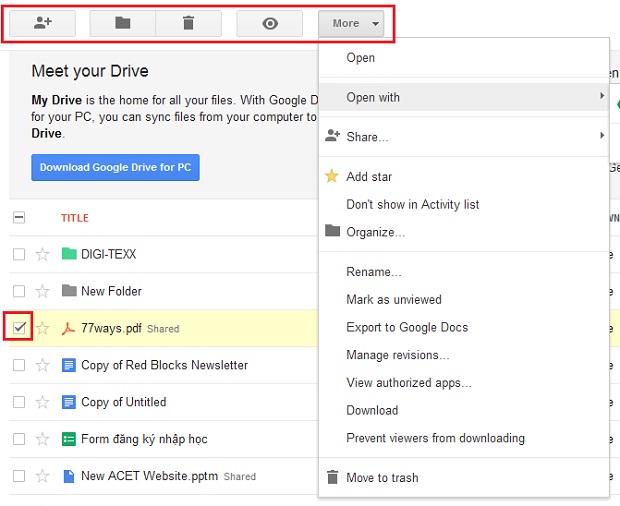 More
Meet your Drive
My Drive is the home for all your files. With Google D
for your PC, you can sync files from your computer to
Drive.
Download Google Drive for PC
TITLE
DIGI-TEXX
New Folder
77ways.pdf Shared
Copy of Red Blocks Newsletter
Copy of Untitled
Form đăng ký nhập học
New ACET Website.pptm Shared
Open
Open with
Share...
Add star
Don't show in Activity list
Organize...
Rename...
Mark as unviewed
Export to Google Docs
Manage revisions...
View authorized apps...
Download
Prevent viewers from downloading
Move to trash